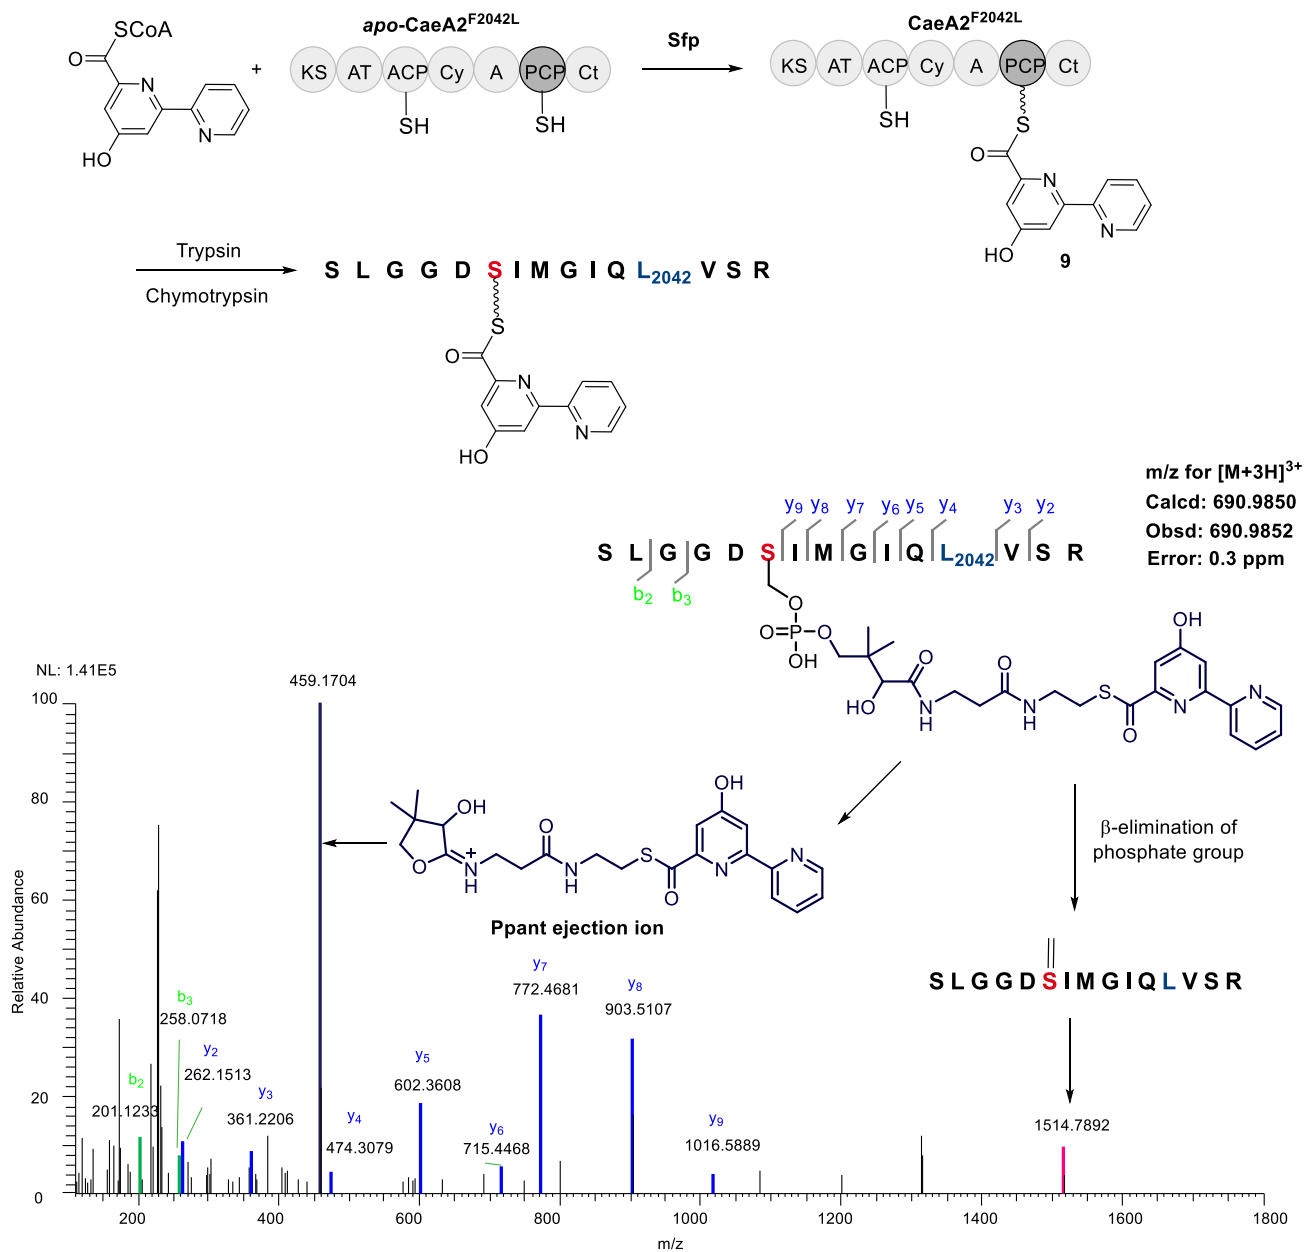 SCoA
O
N
N
HO
+
apo-CaeA2F2042L
KS AT ACP Cy A PCP Ct
SH
SH
Sfp
CaeA2F2042L
KS AT ACP Cy A PCP Ct
SH
S
O
N
N
HO
9
Trypsin
Chymotrypsin
S L G G D S I M G I Q L2042 V S R
S
O
N
N
HO
m/z for [M+3H]3+
Calcd: 690.9850
Obsd: 690.9852
Error: 0.3 ppm
y9 y8 y7 y6 y5 y4 y3 y2
S L G G D S I M G I Q L2042 V S R
b2 b3
O
O=P
O
OH
HO
O
N
H
O
N
H
S
O
N
OH
N
NL: 1.41E5
459.1704
OH
O
+
N
H
O
N
H
S
O
N
OH
N
Ppant ejection ion
β-elimination of
phosphate group
S L G G D S I M G I Q L V S R
Relative Abundance
100
80
60
40
20
0
b2
201.1233
b3
258.0718
y2
262.1513
y3
361.2206
y4
474.3079
y5
602.3608
y6
715.4468
y7
772.4681
y8
903.5107
y9
1016.5889
1514.7892
200 400 600 800 1000 1200 1400 1600 1800
m/z